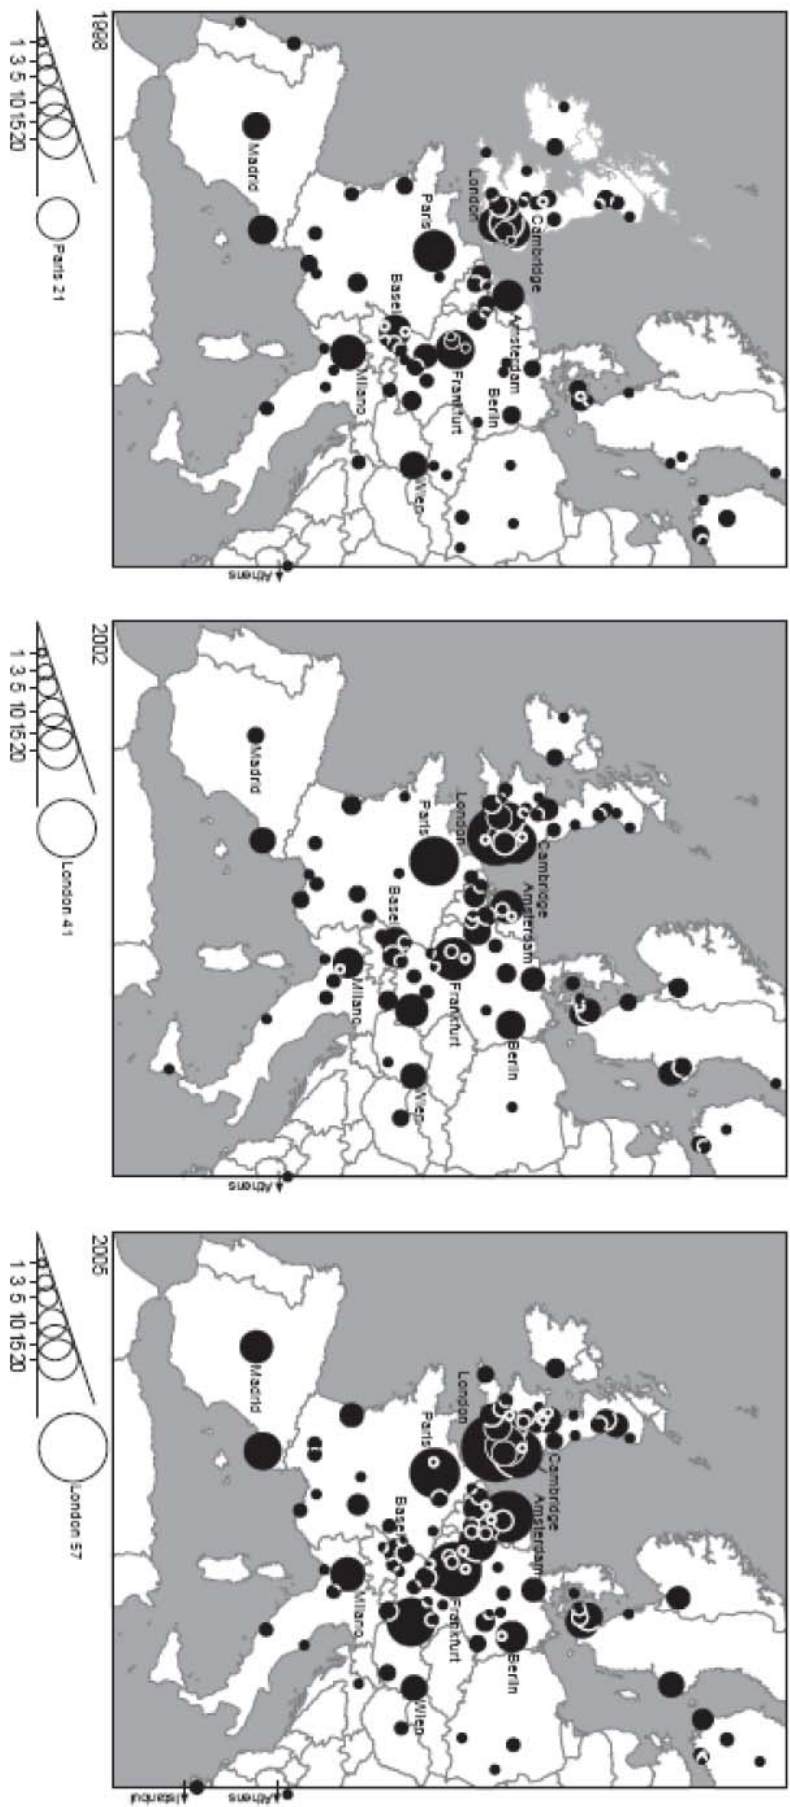 1998
Madrid
Paris
London
Cambridge
Amsterdam
Basel
Milano
Frankfurt
Berlin
Wien
Athens
1 3 5 10 15 20
Paris 21
2002
Madrid
Paris
London
Cambridge
Amsterdam
Basel
Milano
Frankfurt
Berlin
Wien
Athens
1 3 5 10 15 20
London 41
2005
Madrid
Paris
London
Cambridge
Amsterdam
Basel
Milano
Frankfurt
Berlin
Wien
Athens
Istanbul
1 3 5 10 15 20
London 57